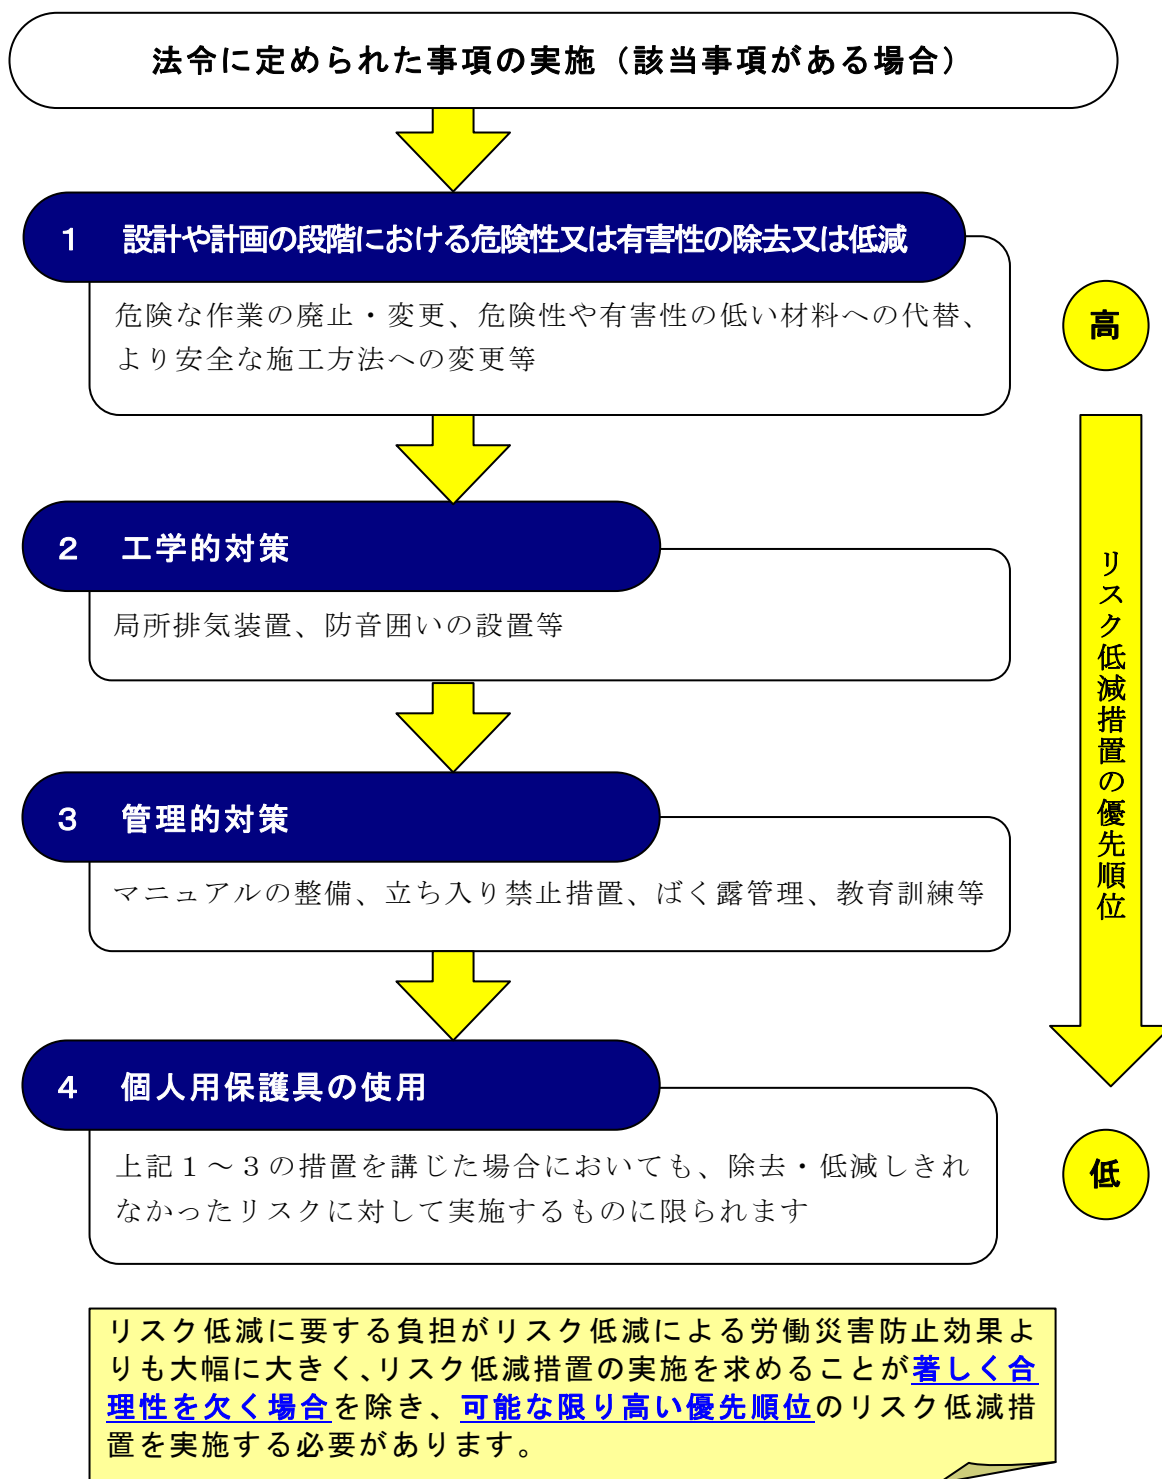 法令に定められた事項の実施（該当事項がある場合）
１　設計や計画の段階における危険性又は有害性の除去又は低減
危険な作業の廃止・変更、危険性や有害性の低い材料への代替、
より安全な施工方法への変更等
２　工学的対策
局所排気装置、防音囲いの設置等
３　管理的対策
マニュアルの整備、立ち入り禁止措置、ばく露管理、教育訓練等
４　個人用保護具の使用
上記１～３の措置を講じた場合においても、除去・低減しきれ
なかったリスクに対して実施するものに限られます
高
リスク低減措置の優先順位
低
リスク低減に要する負担がリスク低減による労働災害防止効果よ
りも大幅に大きく、リスク低減措置の実施を求めることが著しく合
理性を欠く場合を除き、可能な限り高い優先順位のリスク低減措
置を実施する必要があります。